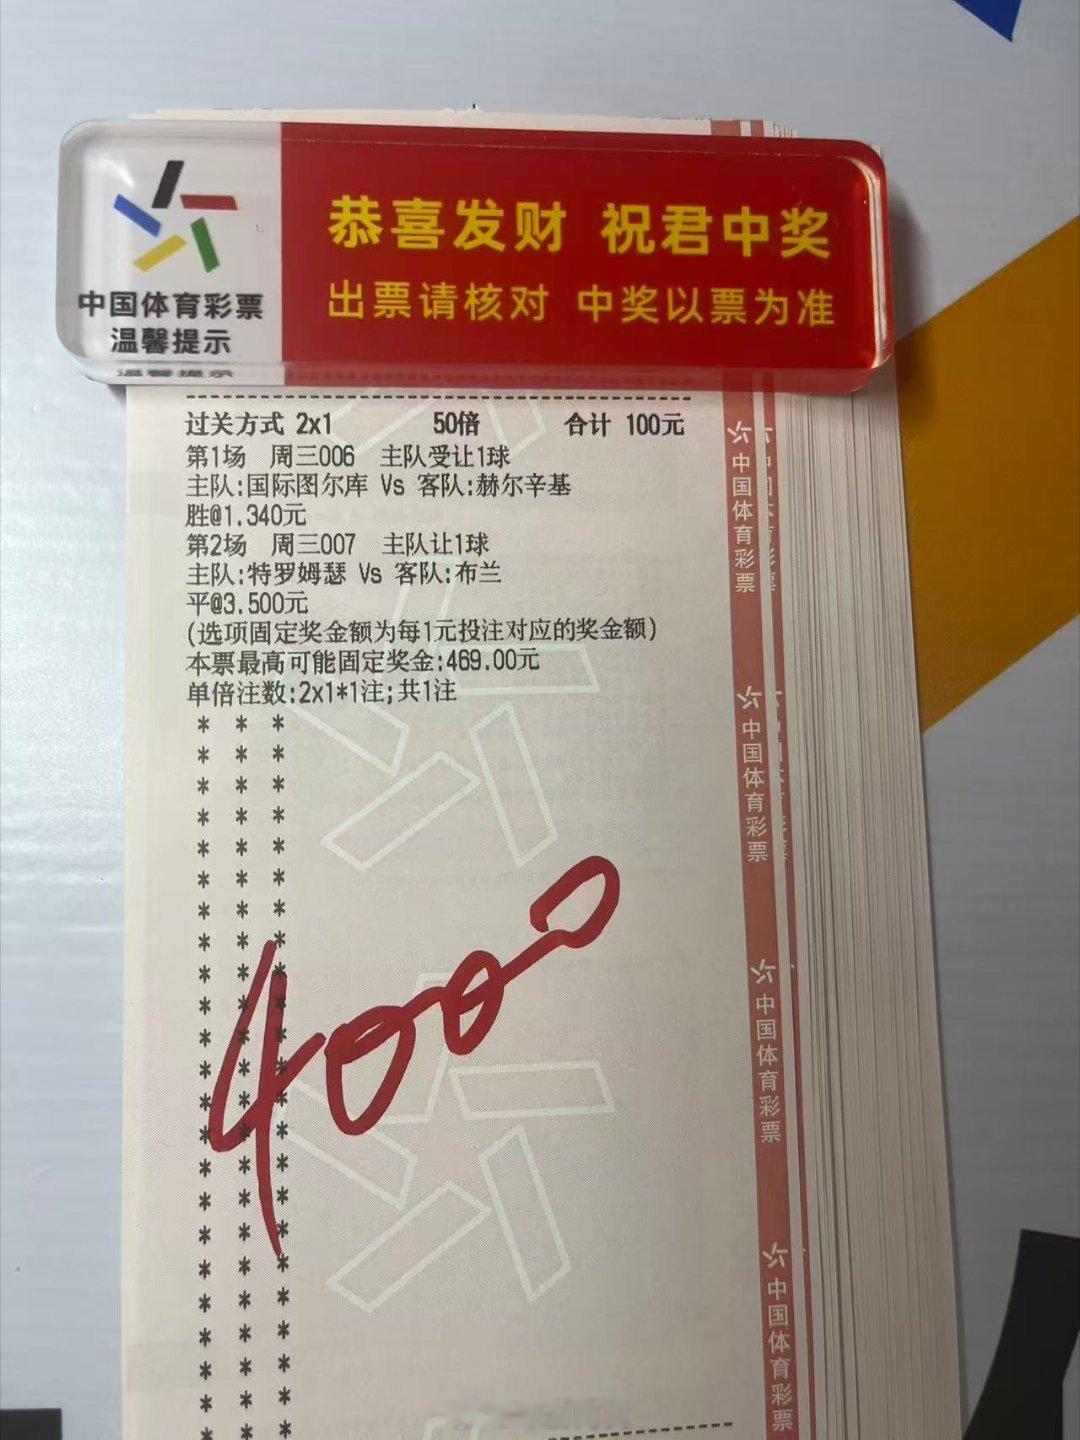 中国体育彩票
温馨提示
恭喜发财 祝君中奖
出票请核对 中奖以票为准
过关方式 2x1 50倍 合计 100元
第1场 周三006 主队受让1球
主队:国际图尔库 Vs 客队:赫尔辛基
胜@1.340元
第2场 周三007 主队让1球
主队:特罗姆瑟 Vs 客队:布兰
平@3.500元
(选项固定奖金额为每1元投注对应的奖金额)
本票最高可能固定奖金:469.00元
单倍注数:2x1*1注;共1注
4000
中国体育彩票
中国体育彩票
中国体育彩票
中国体育彩票